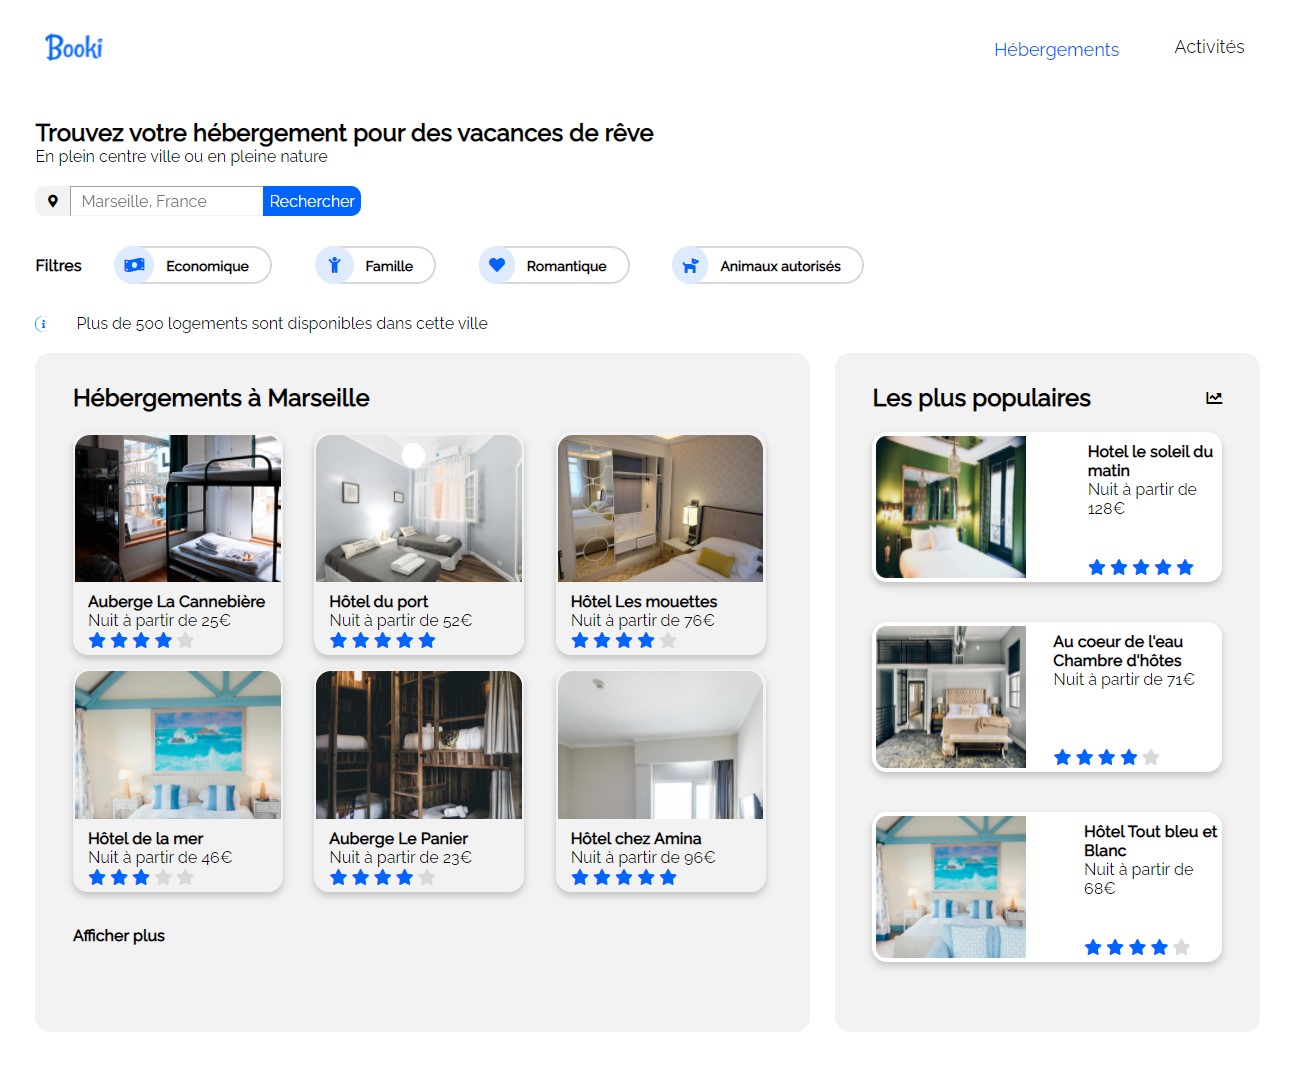 Booki
Hébergements
Activités
Trouvez votre hébergement pour des vacances de rêve
En plein centre ville ou en pleine nature
Marseille, France
Rechercher
Filtres
Economique
Famille
Romantique
Animaux autorisés
Plus de 500 logements sont disponibles dans cette ville
Hébergements à Marseille
Auberge La Cannebière
Nuit à partir de 25€
Hôtel du port
Nuit à partir de 52€
Hôtel Les mouettes
Nuit à partir de 76€
Hôtel de la mer
Nuit à partir de 46€
Auberge Le Panier
Nuit à partir de 23€
Hôtel chez Amina
Nuit à partir de 96€
Afficher plus
Les plus populaires
Hotel le soleil du
matin
Nuit à partir de
128€
Au coeur de l'eau
Chambre d'hôtes
Nuit à partir de 71€
Hôtel Tout bleu et
Blanc
Nuit à partir de
68€